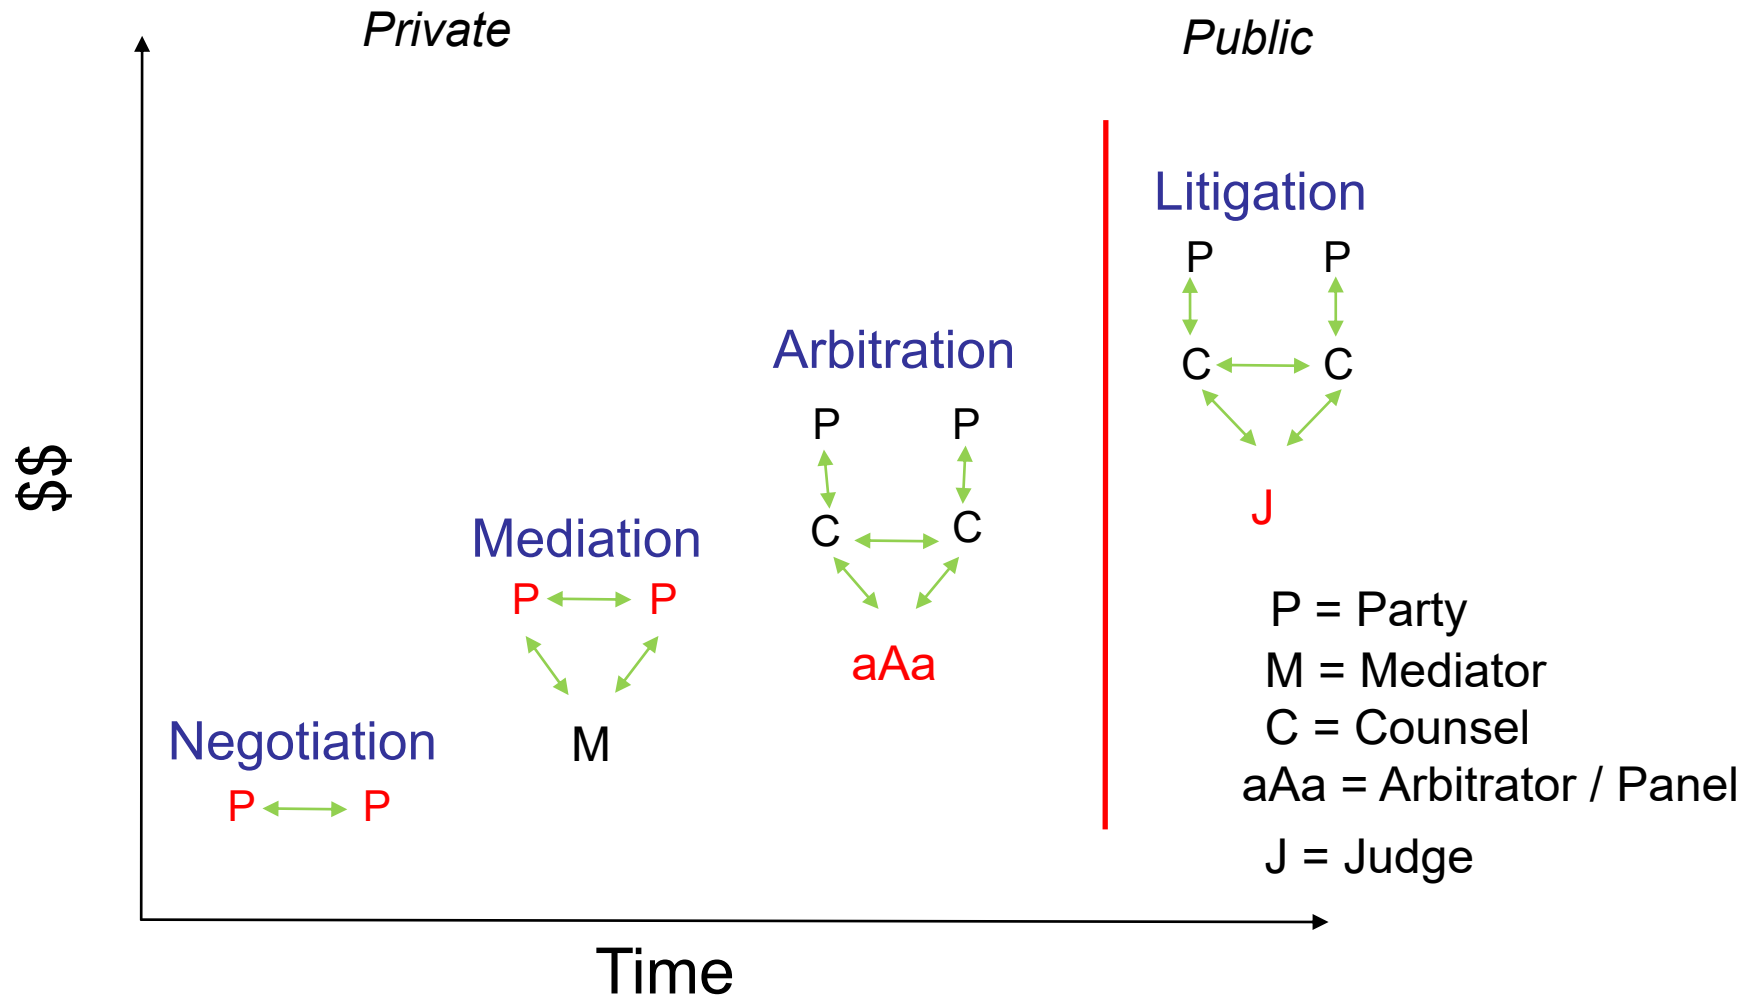 Private
Public
Litigation
P P
C C
J
Arbitration
P P
C C
aAa
Mediation
P P
M
Negotiation
P P
$$
Time
P = Party
M = Mediator
C = Counsel
aAa = Arbitrator / Panel
J = Judge